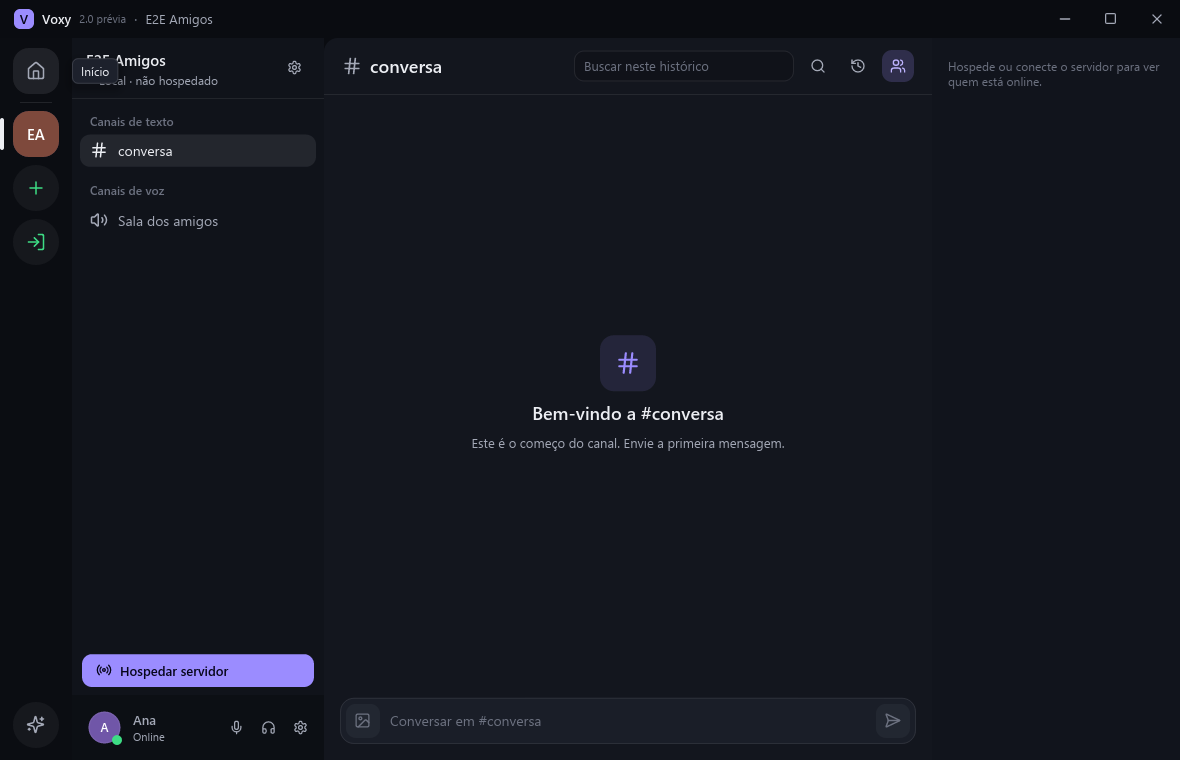 V Voxy 2.0 prévia · E2E Amigos
E2E Amigos
Início
Local · não hospedado
EA
Canais de texto
conversa
Canais de voz
Sala dos amigos
Hospedar servidor
A
Ana
Online
# conversa
Buscar neste histórico
#
Bem-vindo a #conversa
Este é o começo do canal. Envie a primeira mensagem.
Conversar em #conversa
Hospede ou conecte o servidor para ver
quem está online.